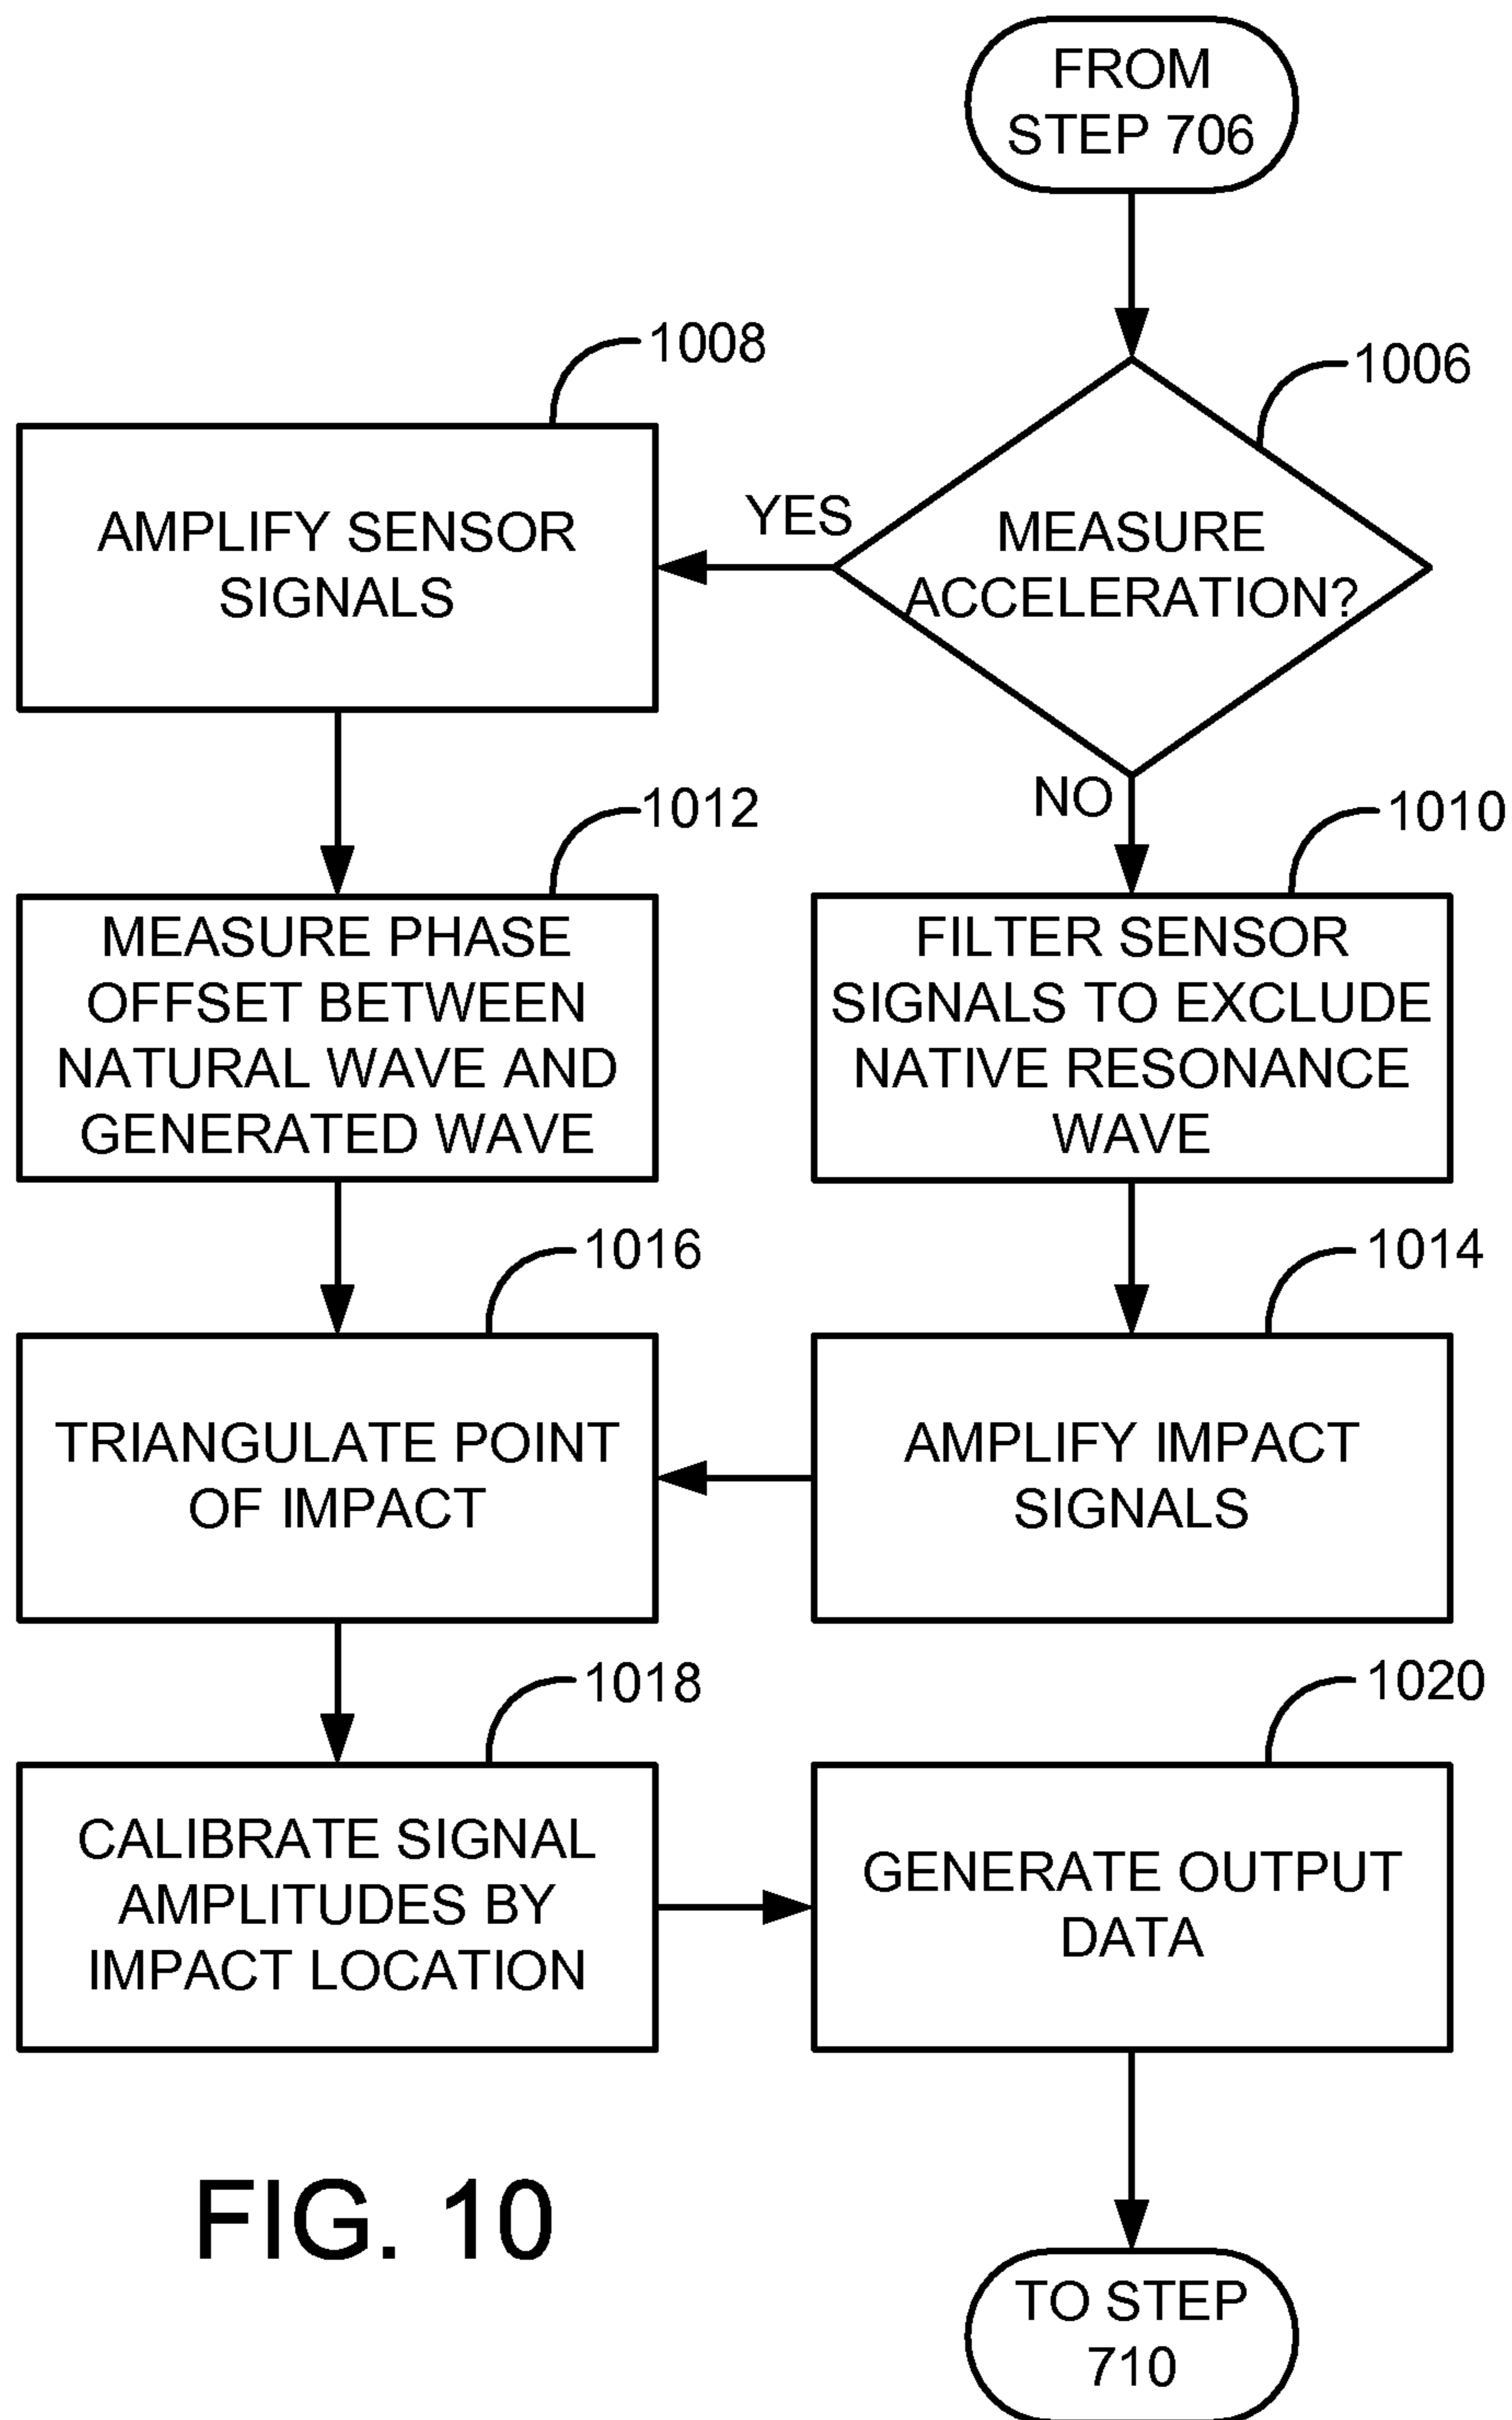 FROM
STEP 706
1006
MEASURE
ACCELERATION?
YES
NO
1008
AMPLIFY SENSOR
SIGNALS
1012
MEASURE PHASE
OFFSET BETWEEN
NATURAL WAVE AND
GENERATED WAVE
1010
FILTER SENSOR
SIGNALS TO EXCLUDE
NATIVE RESONANCE
WAVE
1016
TRIANGULATE POINT
OF IMPACT
1014
AMPLIFY IMPACT
SIGNALS
1018
CALIBRATE SIGNAL
AMPLITUDES BY
IMPACT LOCATION
1020
GENERATE OUTPUT
DATA
TO STEP
710
FIG. 10